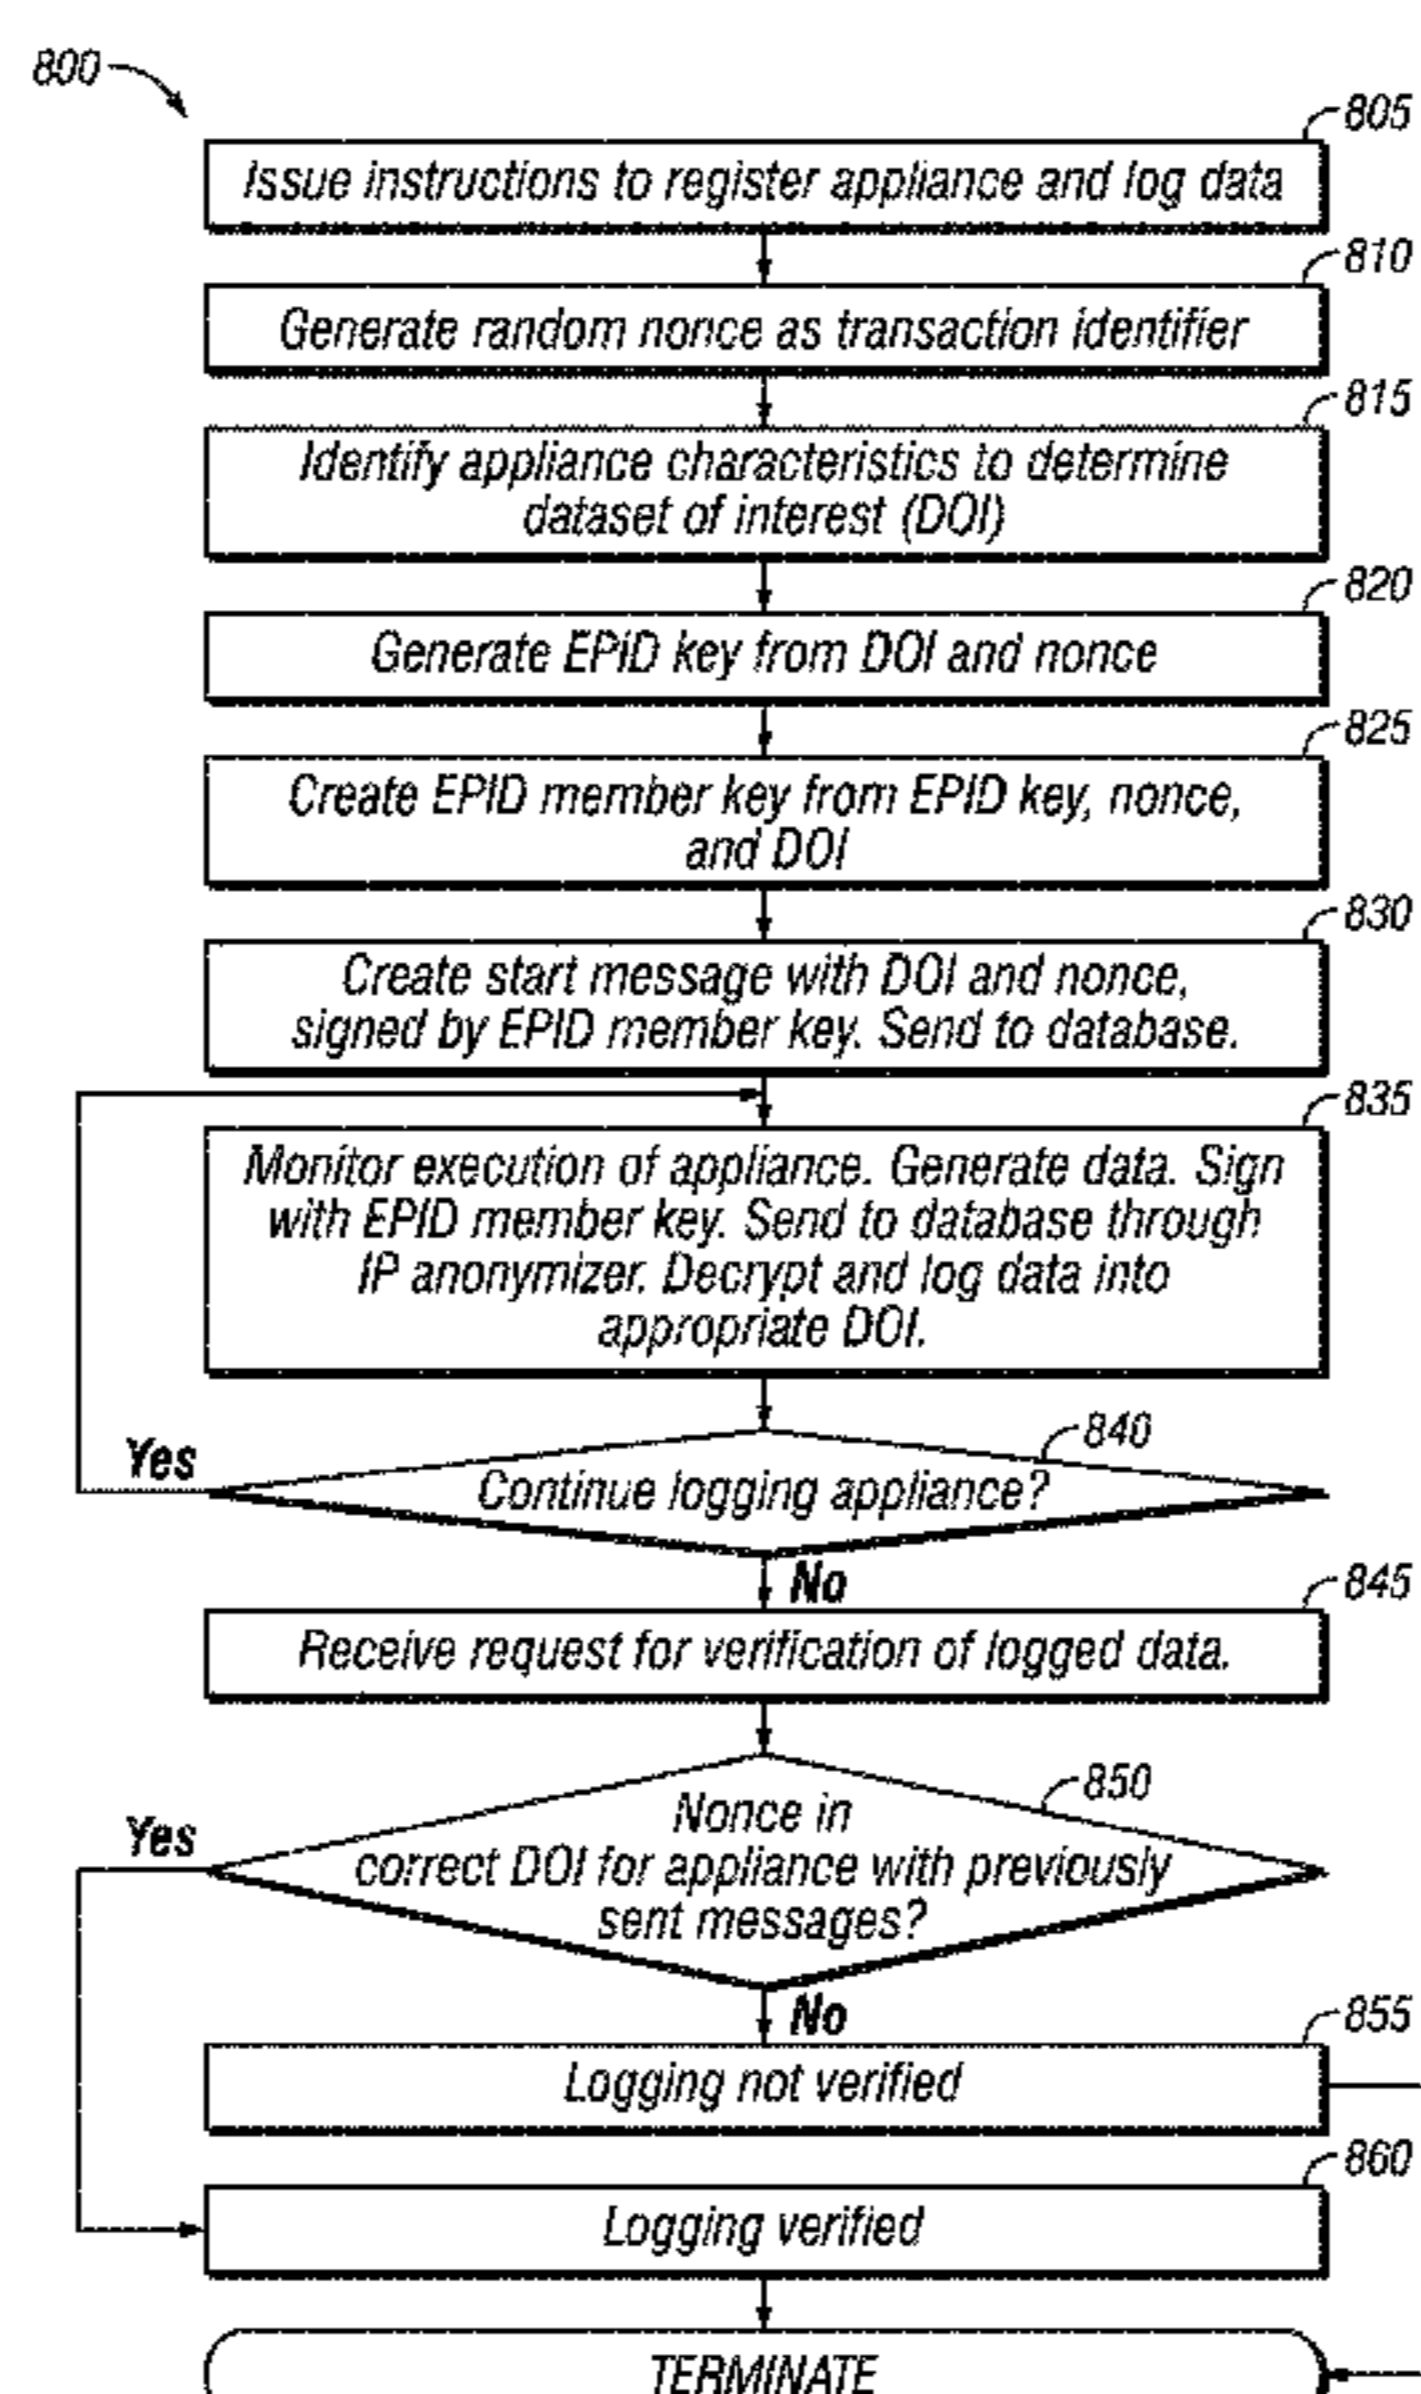 800
805
Issue instructions to register appliance and log data
810
Generate random nonce as transaction identifier
815
Identify appliance characteristics to determine
dataset of interest (DOI)
820
Generate EPID key from DOI and nonce
825
Create EPID member key from EPID key, nonce,
and DOI
830
Create start message with DOI and nonce,
signed by EPID member key. Send to database.
835
Monitor execution of appliance. Generate data. Sign
with EPID member key. Send to database through
IP anonymizer. Decrypt and log data into
appropriate DOI.
840
Yes
Continue logging appliance?
No
845
Receive request for verification of logged data.
850
Yes
Nonce in
correct DOI for appliance with previously
sent messages?
No
855
Logging not verified
860
Logging verified
TERMINATE